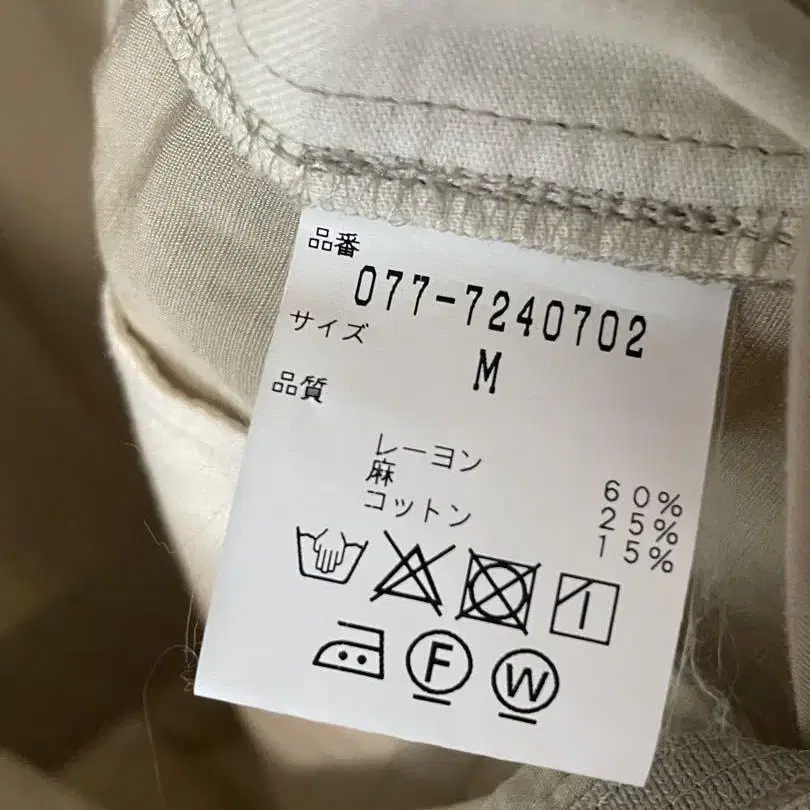 品番
077-7240702
サイズ
M
品質
レーヨン 60%
麻 25%
コットン 15%
F W